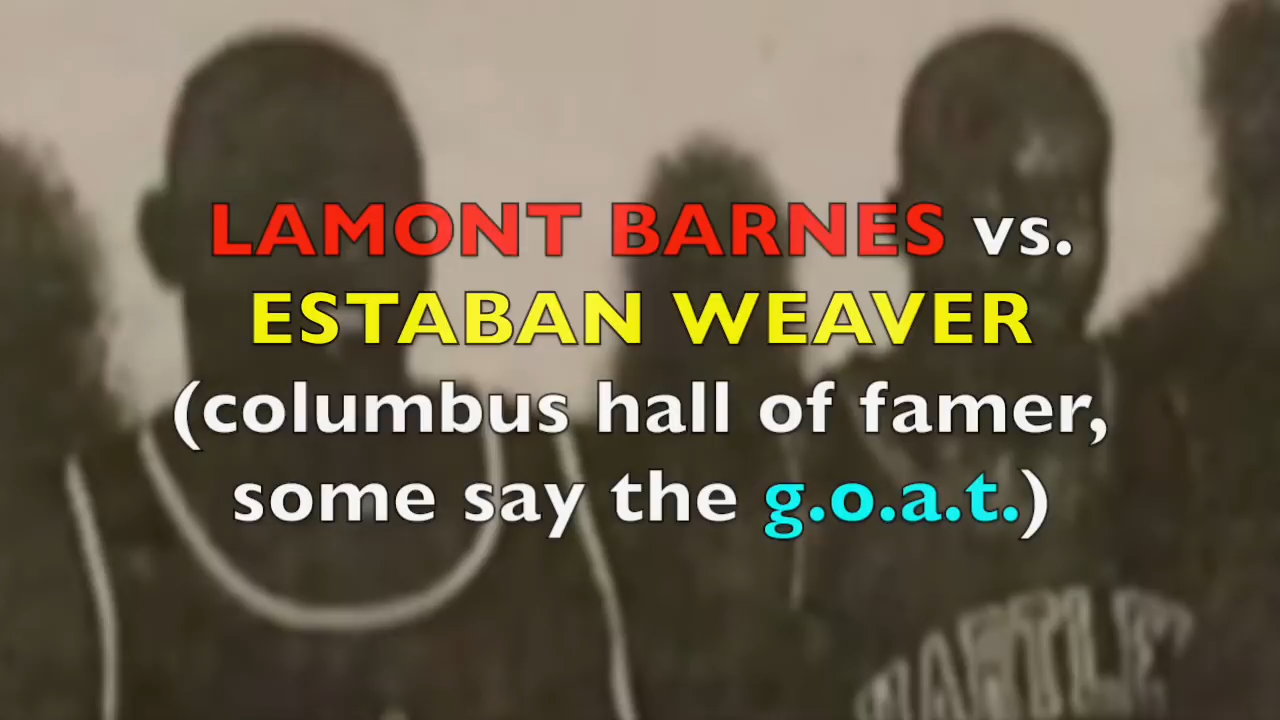 LAMONT BARNES vs.
ESTABAN WEAVER
(columbus hall of famer,
some say the g.o.a.t.)